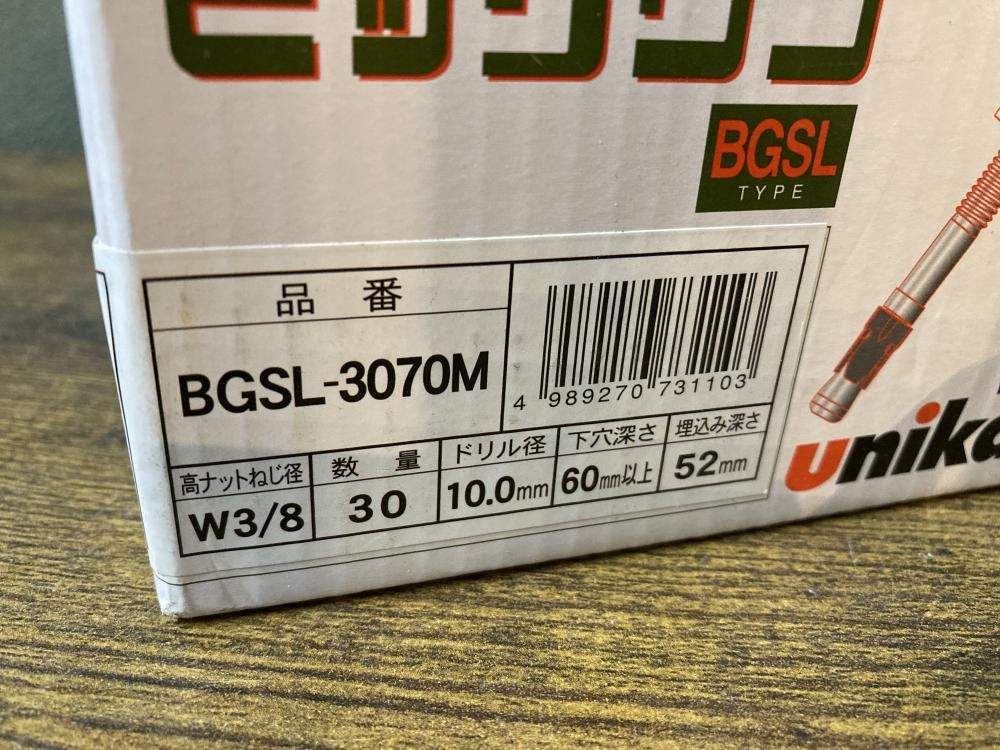 BGSL
TYPE
品 番
BGSL-3070M
4 989270 731103
高ナットねじ径 数 量 ドリル径 下穴深さ 埋込み深さ
W3/8 30 10.0mm 60mm以上 52mm
unika